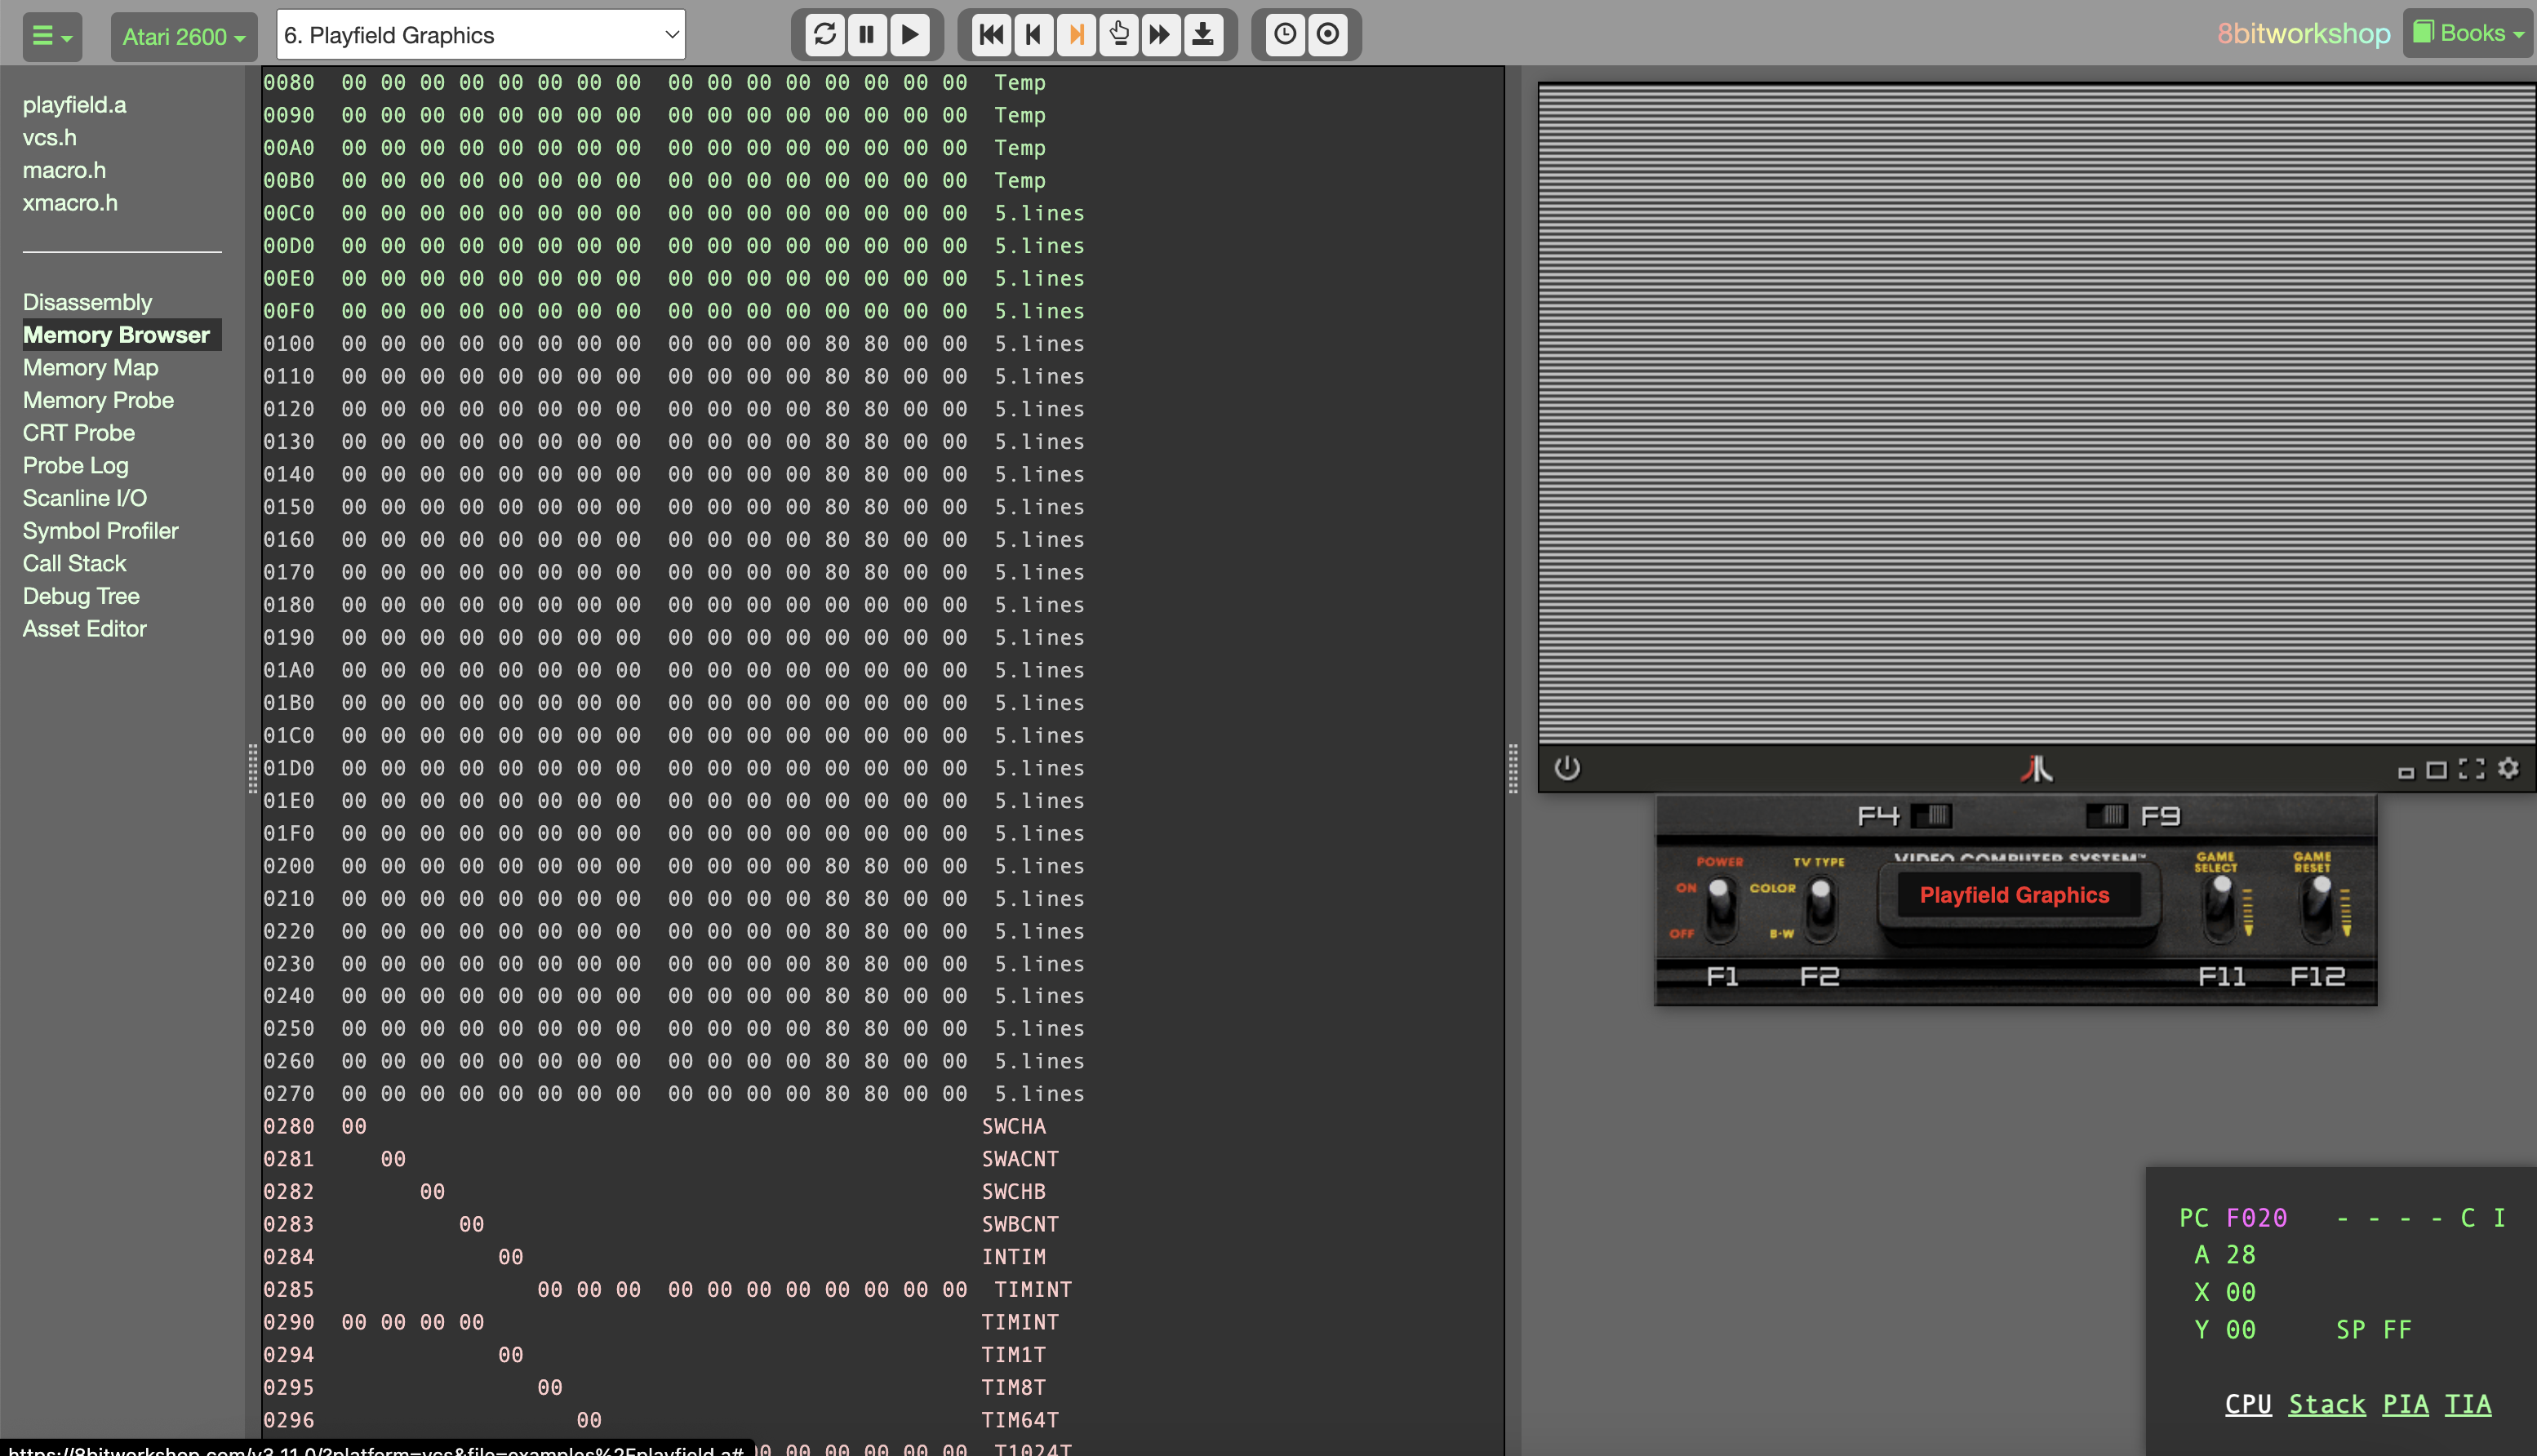 Atari 2600
6. Playfield Graphics
8bitworkshop
Books
playfield.a
vcs.h
macro.h
xmacro.h
Disassembly
Memory Browser
Memory Map
Memory Probe
CRT Probe
Probe Log
Scanline I/O
Symbol Profiler
Call Stack
Debug Tree
Asset Editor
0080 00 00 00 00 00 00 00 00 00 00 00 00 00 00 00 00 Temp
0090 00 00 00 00 00 00 00 00 00 00 00 00 00 00 00 00 Temp
00A0 00 00 00 00 00 00 00 00 00 00 00 00 00 00 00 00 Temp
00B0 00 00 00 00 00 00 00 00 00 00 00 00 00 00 00 00 Temp
00C0 00 00 00 00 00 00 00 00 00 00 00 00 00 00 00 00 5.lines
00D0 00 00 00 00 00 00 00 00 00 00 00 00 00 00 00 00 5.lines
00E0 00 00 00 00 00 00 00 00 00 00 00 00 00 00 00 00 5.lines
00F0 00 00 00 00 00 00 00 00 00 00 00 00 00 00 00 00 5.lines
0100 00 00 00 00 00 00 00 00 00 00 00 00 80 80 00 00 5.lines
0110 00 00 00 00 00 00 00 00 00 00 00 00 80 80 00 00 5.lines
0120 00 00 00 00 00 00 00 00 00 00 00 00 80 80 00 00 5.lines
0130 00 00 00 00 00 00 00 00 00 00 00 00 80 80 00 00 5.lines
0140 00 00 00 00 00 00 00 00 00 00 00 00 80 80 00 00 5.lines
0150 00 00 00 00 00 00 00 00 00 00 00 00 80 80 00 00 5.lines
0160 00 00 00 00 00 00 00 00 00 00 00 00 80 80 00 00 5.lines
0170 00 00 00 00 00 00 00 00 00 00 00 00 80 80 00 00 5.lines
0180 00 00 00 00 00 00 00 00 00 00 00 00 00 00 00 00 5.lines
0190 00 00 00 00 00 00 00 00 00 00 00 00 00 00 00 00 5.lines
01A0 00 00 00 00 00 00 00 00 00 00 00 00 00 00 00 00 5.lines
01B0 00 00 00 00 00 00 00 00 00 00 00 00 00 00 00 00 5.lines
01C0 00 00 00 00 00 00 00 00 00 00 00 00 00 00 00 00 5.lines
01D0 00 00 00 00 00 00 00 00 00 00 00 00 00 00 00 00 5.lines
01E0 00 00 00 00 00 00 00 00 00 00 00 00 00 00 00 00 5.lines
01F0 00 00 00 00 00 00 00 00 00 00 00 00 00 00 00 00 5.lines
0200 00 00 00 00 00 00 00 00 00 00 00 00 80 80 00 00 5.lines
0210 00 00 00 00 00 00 00 00 00 00 00 00 80 80 00 00 5.lines
0220 00 00 00 00 00 00 00 00 00 00 00 00 80 80 00 00 5.lines
0230 00 00 00 00 00 00 00 00 00 00 00 00 80 80 00 00 5.lines
0240 00 00 00 00 00 00 00 00 00 00 00 00 80 80 00 00 5.lines
0250 00 00 00 00 00 00 00 00 00 00 00 00 80 80 00 00 5.lines
0260 00 00 00 00 00 00 00 00 00 00 00 00 80 80 00 00 5.lines
0270 00 00 00 00 00 00 00 00 00 00 00 00 80 80 00 00 5.lines
0280 00 SWCHA
0281 00 SWACNT
0282 00 SWCHB
0283 00 SWBCNT
0284 00 INTIM
0285 00 00 00 00 00 00 00 00 00 00 00 TIMINT
0290 00 00 00 00 TIMINT
0294 00 TIM1T
0295 00 TIM8T
0296 00 TIM64T
00 00 00 00 00 00 T1024T
https://8bitworkshop.com/v3.11.0/?platform=vcs&file=examples%2Fplayfield.a#
F4 F9
VIDEO COMPUTER SYSTEM™
POWER
ON
OFF
TV TYPE
COLOR
B-W
Playfield Graphics
GAME SELECT
GAME RESET
F1 F2 F11 F12
PC F020 - - - - C I
A 28
X 00
Y 00 SP FF
CPU Stack PIA TIA